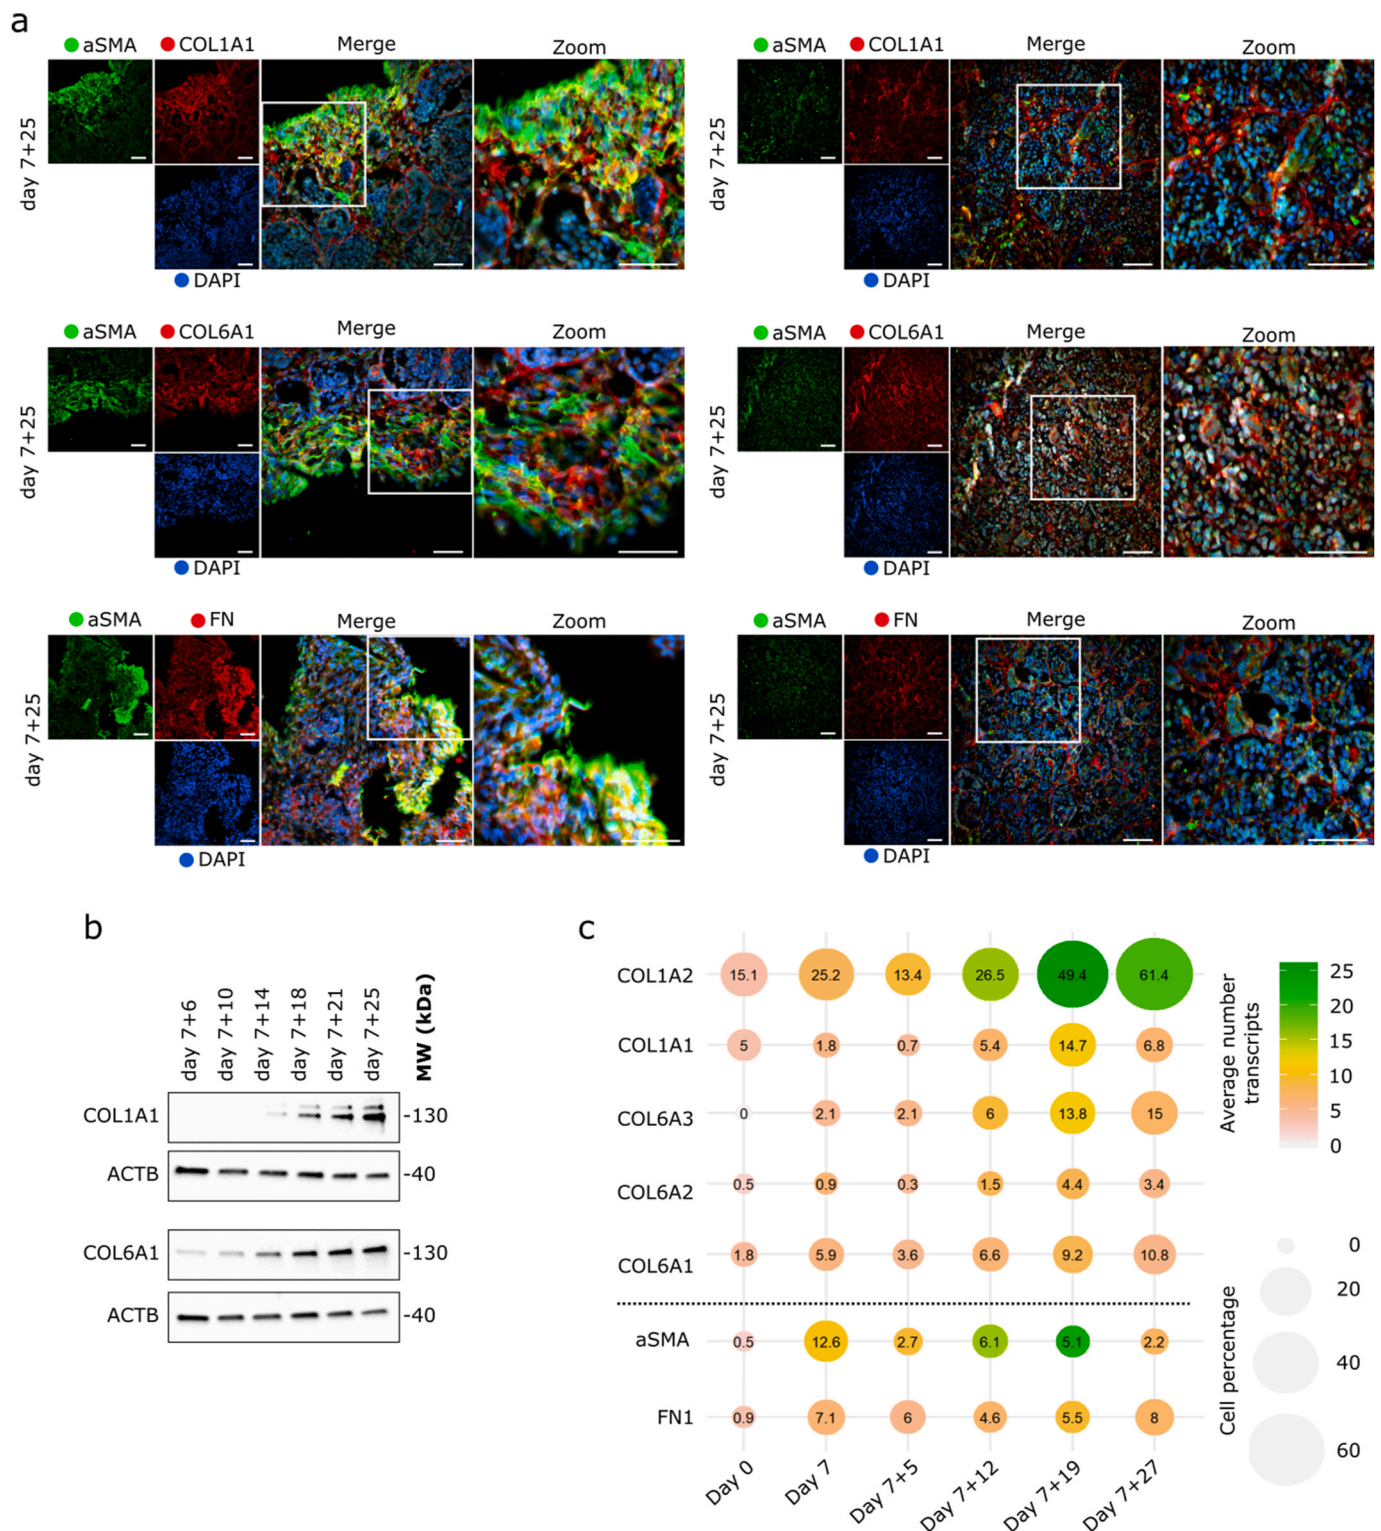 a
aSMA COL1A1 Merge Zoom
day 7+25
DAPI
aSMA COL1A1 Merge Zoom
day 7+25
DAPI
aSMA COL6A1 Merge Zoom
day 7+25
DAPI
aSMA COL6A1 Merge Zoom
day 7+25
DAPI
aSMA FN Merge Zoom
day 7+25
DAPI
aSMA FN Merge Zoom
day 7+25
DAPI
b
day 7+6 day 7+10 day 7+14 day 7+18 day 7+21 day 7+25 MW (kDa)
COL1A1 -130
ACTB -40
COL6A1 -130
ACTB -40
c
COL1A2 15.1 25.2 13.4 26.5 49.4 61.4
COL1A1 5 1.8 0.7 5.4 14.7 6.8
COL6A3 0 2.1 2.1 6 13.8 15
COL6A2 0.5 0.9 0.3 1.5 4.4 3.4
COL6A1 1.8 5.9 3.6 6.6 9.2 10.8
aSMA 0.5 12.6 2.7 6.1 5.1 2.2
FN1 0.9 7.1 6 4.6 5.5 8
Day 0 Day 7 Day 7+5 Day 7+12 Day 7+19 Day 7+27
Average number
transcripts
25
20
15
10
5
0
Cell percentage
0
20
40
60